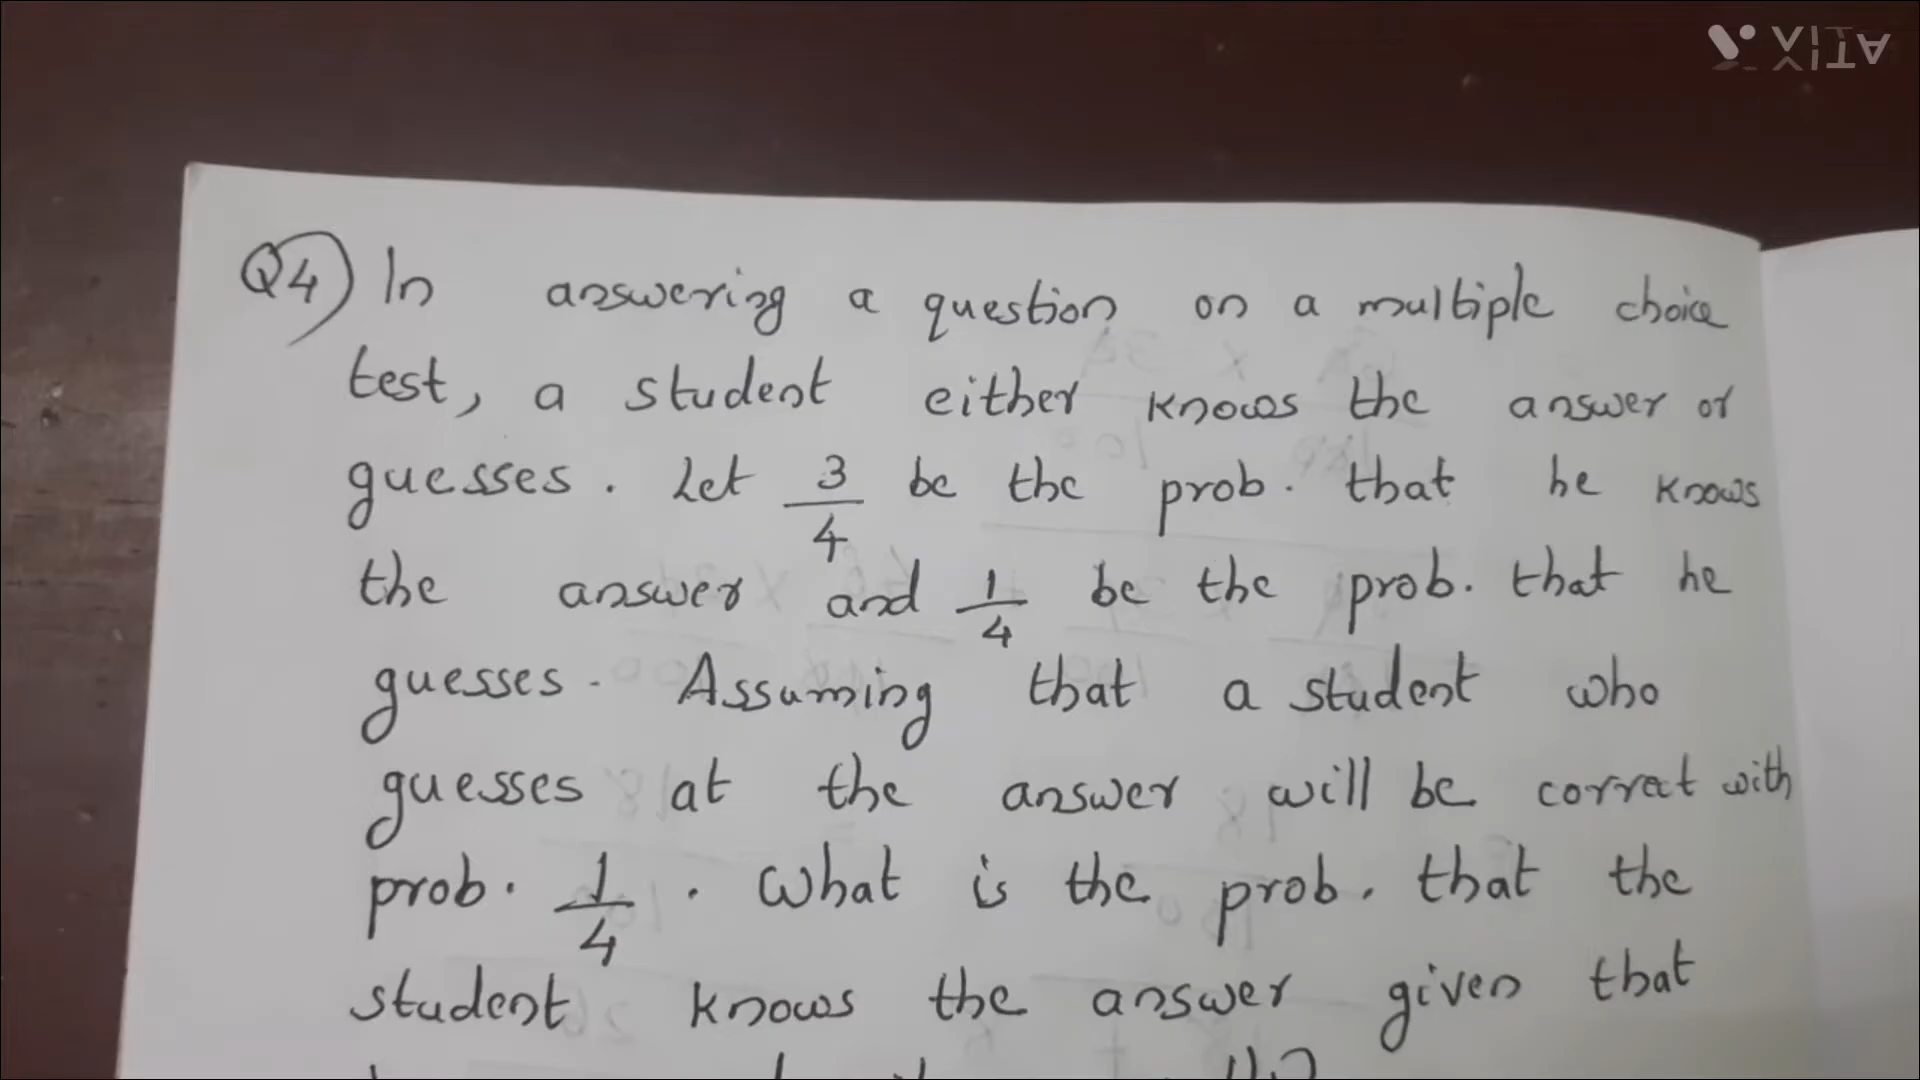 VITA
Q4) In answering a question on a multiple choice
test, a student either knows the answer or
guesses. Let 3/4 be the prob. that he knows
the answer and 1/4 be the prob. that he
guesses. Assuming that a student who
guesses at the answer will be correct with
prob. 1/4. What is the prob. that the
student knows the answer given that